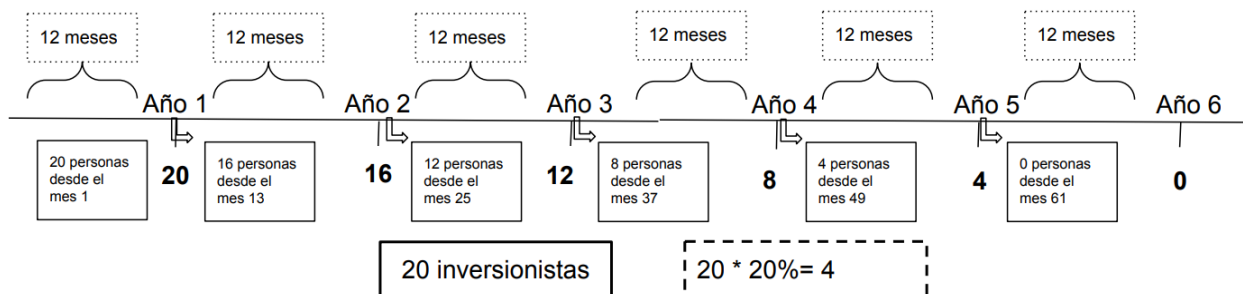 12 meses
12 meses
12 meses
12 meses
12 meses
12 meses
Año 1
Año 2
Año 3
Año 4
Año 5
Año 6
20 personas
desde el
mes 1
20
16 personas
desde el
mes 13
16
12 personas
desde el
mes 25
12
8 personas
desde el
mes 37
8
4 personas
desde el
mes 49
4
0 personas
desde el
mes 61
0
20 inversionistas
20 * 20%= 4